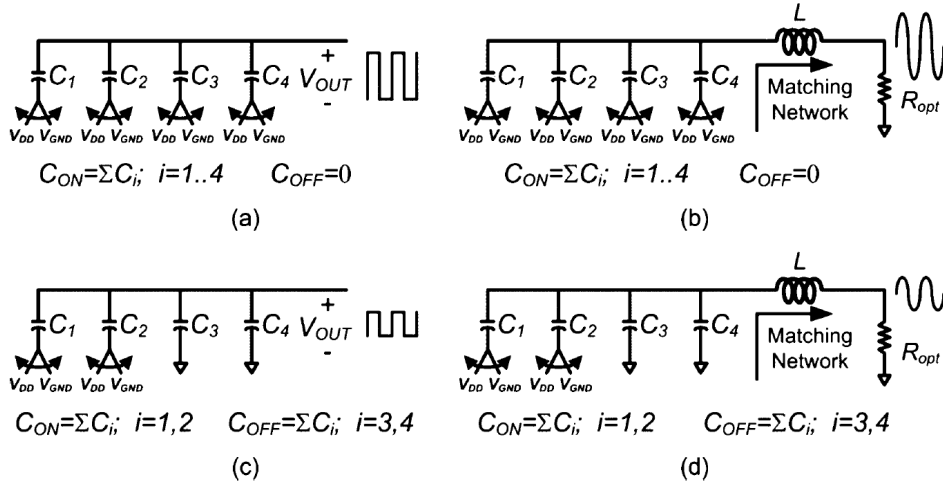 C1 C2 C3 C4 + VOUT -
VDD VGND VDD VGND VDD VGND VDD VGND
CON=ΣCi; i=1..4 COFF=0
(a)
L
C1 C2 C3 C4 Matching Network Ropt
VDD VGND VDD VGND VDD VGND VDD VGND
CON=ΣCi; i=1..4 COFF=0
(b)
C1 C2 C3 C4 + VOUT -
VDD VGND VDD VGND
CON=ΣCi; i=1,2 COFF=ΣCi; i=3,4
(c)
L
C1 C2 C3 C4 Matching Network Ropt
VDD VGND VDD VGND
CON=ΣCi; i=1,2 COFF=ΣCi; i=3,4
(d)